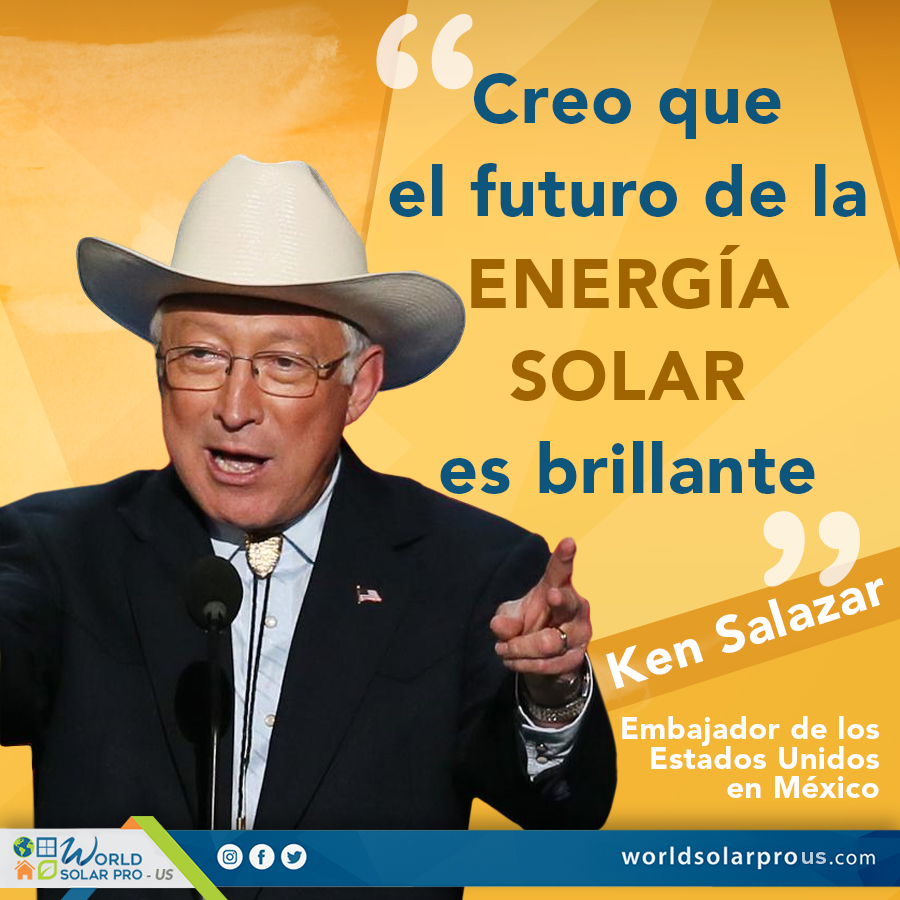 “
Creo que
el futuro de la
ENERGÍA
SOLAR
es brillante
”
Ken Salazar
Embajador de los
Estados Unidos
en México
WORLD
SOLAR PRO - US
worldsolarprous.com